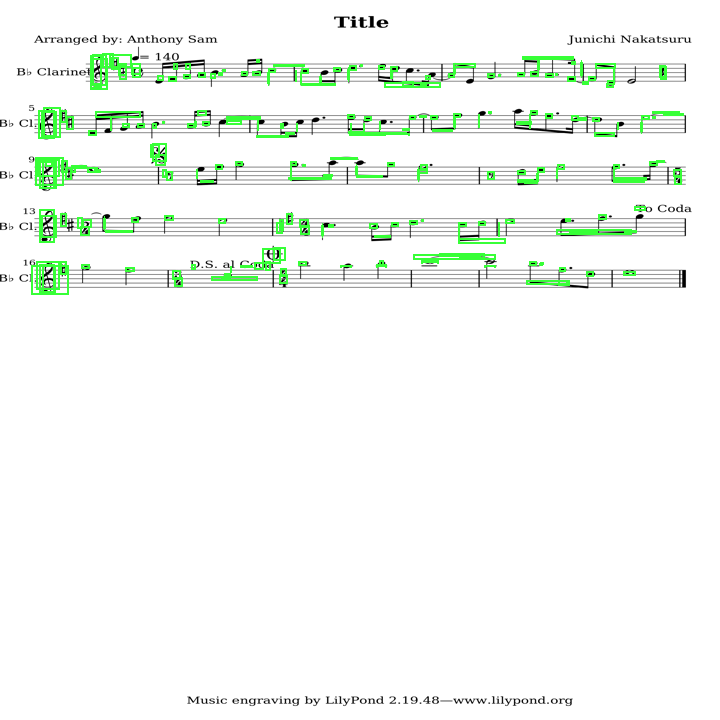 Title
Arranged by: Anthony Sam
Junichi Nakatsuru
= 140
B♭ Clarinet
5
B♭ Cl.
9
B♭ Cl.
13
To Coda
B♭ Cl.
16
D.S. al Coda
B♭ Cl.
Music engraving by LilyPond 2.19.48—www.lilypond.org